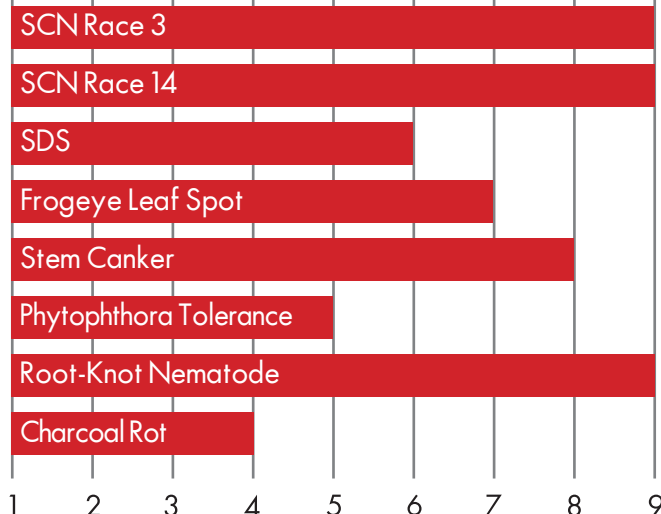 SCN Race 3
SCN Race 14
SDS
Frogeye Leaf Spot
Stem Canker
Phytophthora Tolerance
Root-Knot Nematode
Charcoal Rot
1 2 3 4 5 6 7 8 9